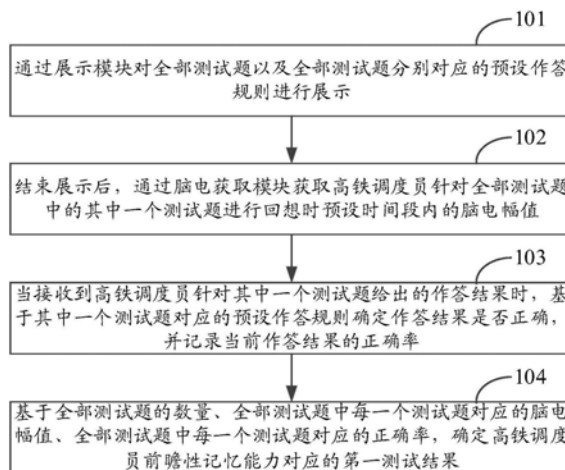 101
通过展示模块对全部测试题以及全部测试题分别对应的预设作答
规则进行展示
102
结束展示后，通过脑电获取模块获取高铁调度员针对全部测试题
中的其中一个测试题进行回想时预设时间段内的脑电幅值
103
当接收到高铁调度员针对其中一个测试题给出的作答结果时，基
于其中一个测试题对应的预设作答规则确定作答结果是否正确，
并记录当前作答结果的正确率
104
基于全部测试题的数量、全部测试题中每一个测试题对应的脑电
幅值、全部测试题中每一个测试题对应的正确率，确定高铁调度
员前瞻性记忆能力对应的第一测试结果